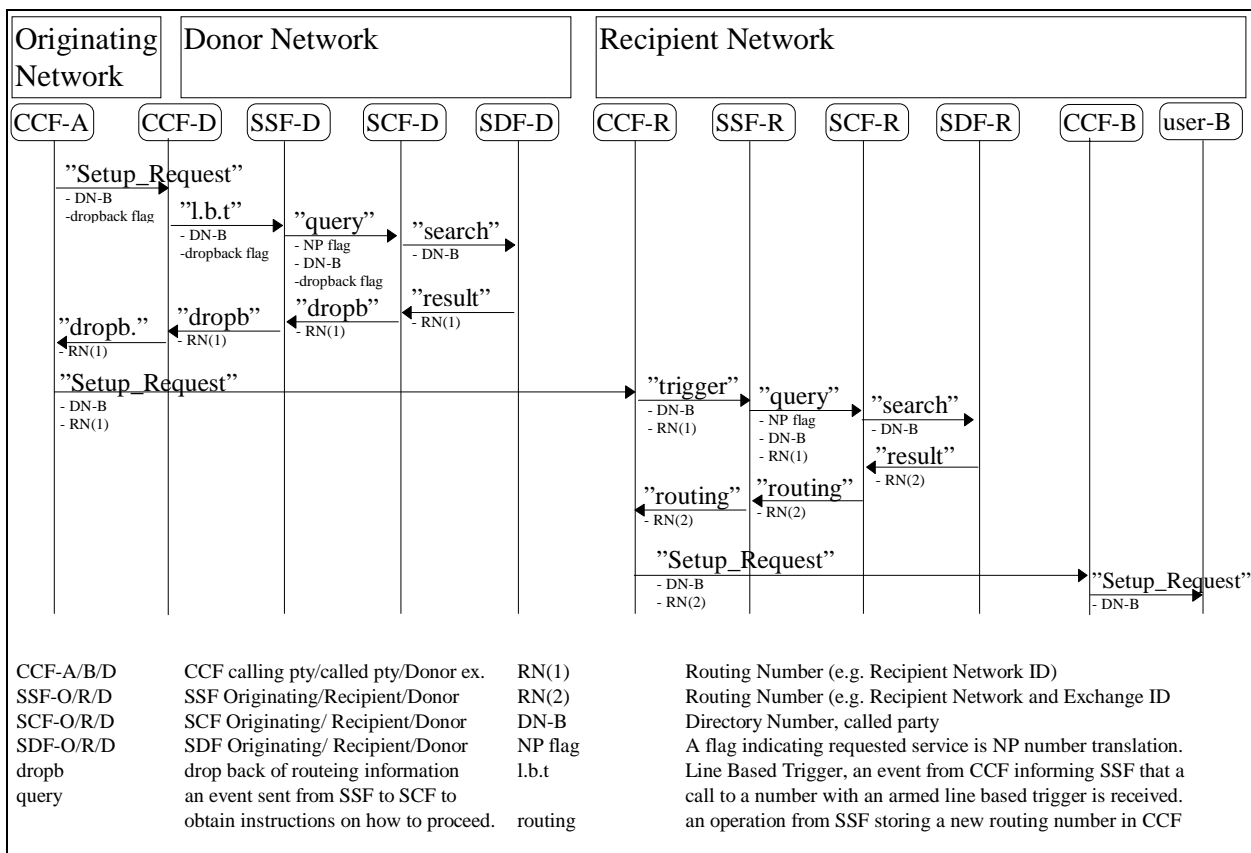 Originating Network
Donor Network
Recipient Network
CCF-A
CCF-D
SSF-D
SCF-D
SDF-D
CCF-R
SSF-R
SCF-R
SDF-R
CCF-B
user-B
”Setup_Request”
- DN-B
-dropback flag
”l.b.t”
- DN-B
-dropback flag
”query”
- NP flag
- DN-B
-dropback flag
”search”
- DN-B
”result”
- RN(1)
”dropb”
- RN(1)
”dropb”
- RN(1)
”dropb.”
- RN(1)
”Setup_Request”
- DN-B
- RN(1)
”trigger”
- DN-B
- RN(1)
”query”
- NP flag
- DN-B
- RN(1)
”search”
- DN-B
”result”
- RN(2)
”routing”
- RN(2)
”routing”
- RN(2)
”Setup_Request”
- DN-B
- RN(2)
”Setup_Request”
- DN-B
CCF-A/B/D CCF calling pty/called pty/Donor ex. RN(1) Routing Number (e.g. Recipient Network ID)
SSF-O/R/D SSF Originating/Recipient/Donor RN(2) Routing Number (e.g. Recipient Network and Exchange ID
SCF-O/R/D SCF Originating/ Recipient/Donor DN-B Directory Number, called party
SDF-O/R/D SDF Originating/ Recipient/Donor NP flag A flag indicating requested service is NP number translation.
dropb drop back of routeing information l.b.t Line Based Trigger, an event from CCF informing SSF that a
query an event sent from SSF to SCF to call to a number with an armed line based trigger is received.
obtain instructions on how to proceed. routing an operation from SSF storing a new routing number in CCF